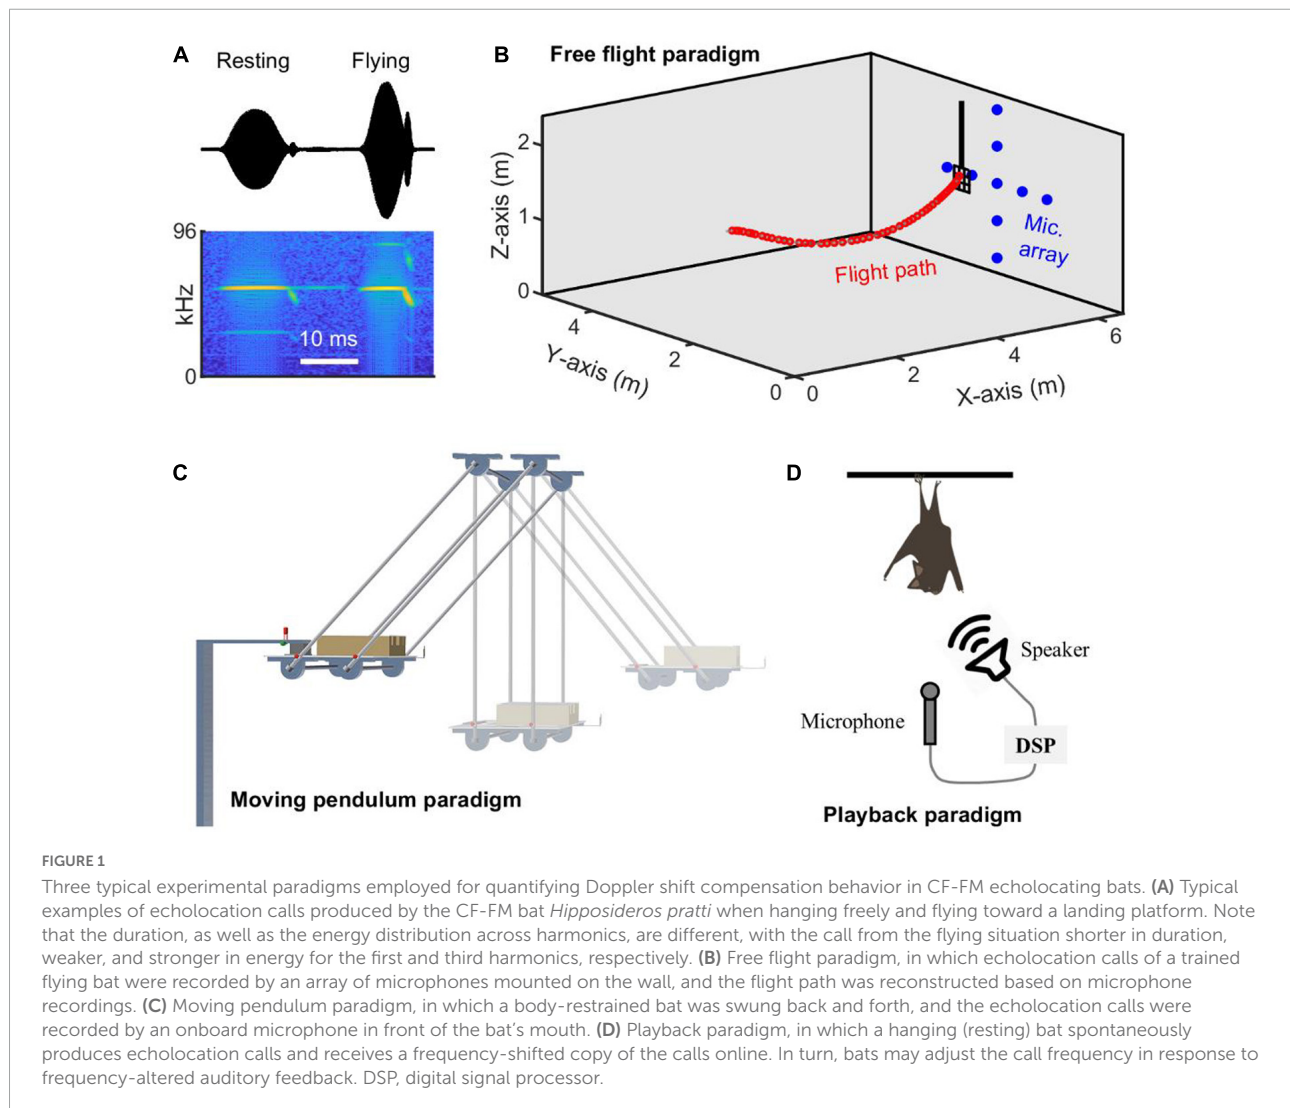 A
Resting
Flying
96
kHz
10 ms
0
B
Free flight paradigm
Z-axis (m)
2
1
0
4
2
0
Y-axis (m)
0
2
4
6
X-axis (m)
Flight path
Mic.
array
C
Moving pendulum paradigm
D
Speaker
Microphone
DSP
Playback paradigm
FIGURE 1
Three typical experimental paradigms employed for quantifying Doppler shift compensation behavior in CF-FM echolocating bats. (A) Typical
examples of echolocation calls produced by the CF-FM bat Hipposideros pratti when hanging freely and flying toward a landing platform. Note
that the duration, as well as the energy distribution across harmonics, are different, with the call from the flying situation shorter in duration,
weaker, and stronger in energy for the first and third harmonics, respectively. (B) Free flight paradigm, in which echolocation calls of a trained
flying bat were recorded by an array of microphones mounted on the wall, and the flight path was reconstructed based on microphone
recordings. (C) Moving pendulum paradigm, in which a body-restrained bat was swung back and forth, and the echolocation calls were
recorded by an onboard microphone in front of the bat's mouth. (D) Playback paradigm, in which a hanging (resting) bat spontaneously
produces echolocation calls and receives a frequency-shifted copy of the calls online. In turn, bats may adjust the call frequency in response to
frequency-altered auditory feedback. DSP, digital signal processor.